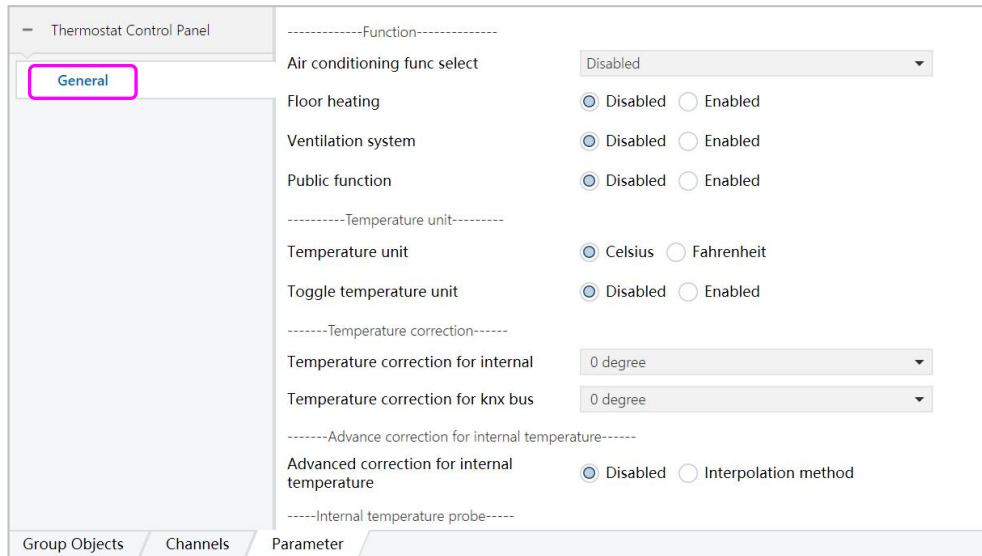 − Thermostat Control Panel
General
-------------Function--------------
Air conditioning func select Disabled
Floor heating Disabled Enabled
Ventilation system Disabled Enabled
Public function Disabled Enabled
----------Temperature unit---------
Temperature unit Celsius Fahrenheit
Toggle temperature unit Disabled Enabled
-------Temperature correction------
Temperature correction for internal 0 degree
Temperature correction for knx bus 0 degree
-------Advance correction for internal temperature------
Advanced correction for internal
temperature Disabled Interpolation method
-----Internal temperature probe-----
Group Objects Channels Parameter